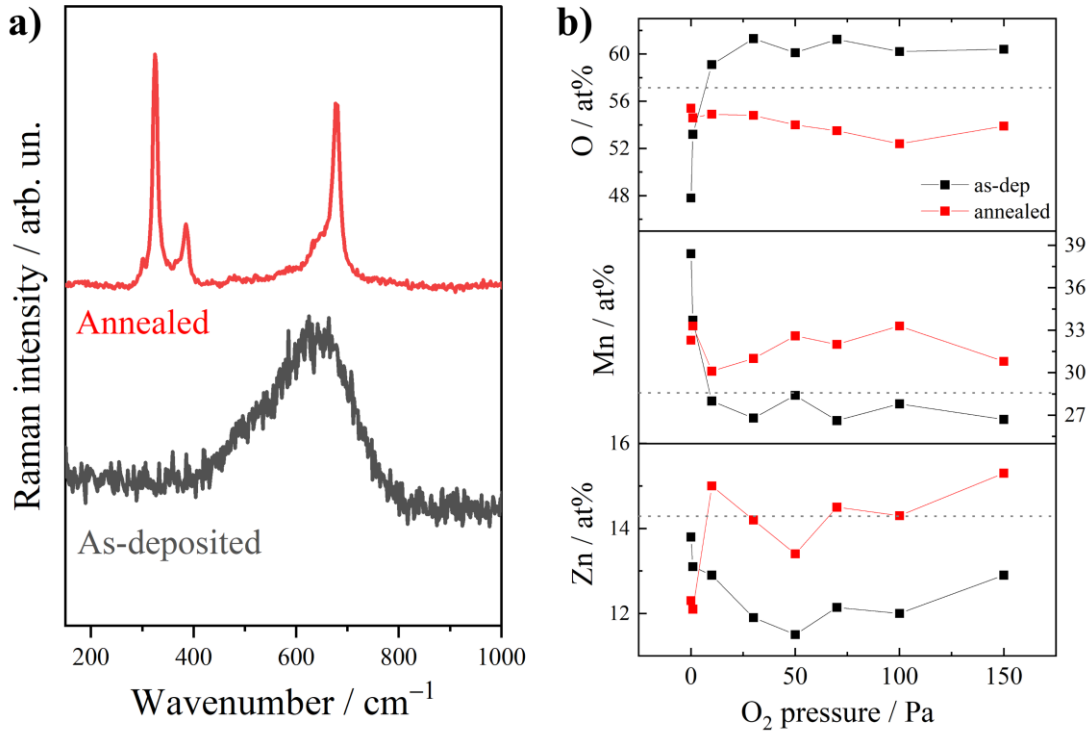 a)
Raman intensity / arb. un.
Annealed
As-deposited
200
400
600
800
1000
Wavenumber / cm⁻¹
b)
O / at%
60
56
52
48
as-dep
annealed
Mn / at%
39
36
33
30
27
Zn / at%
16
14
12
0
50
100
150
O₂ pressure / Pa